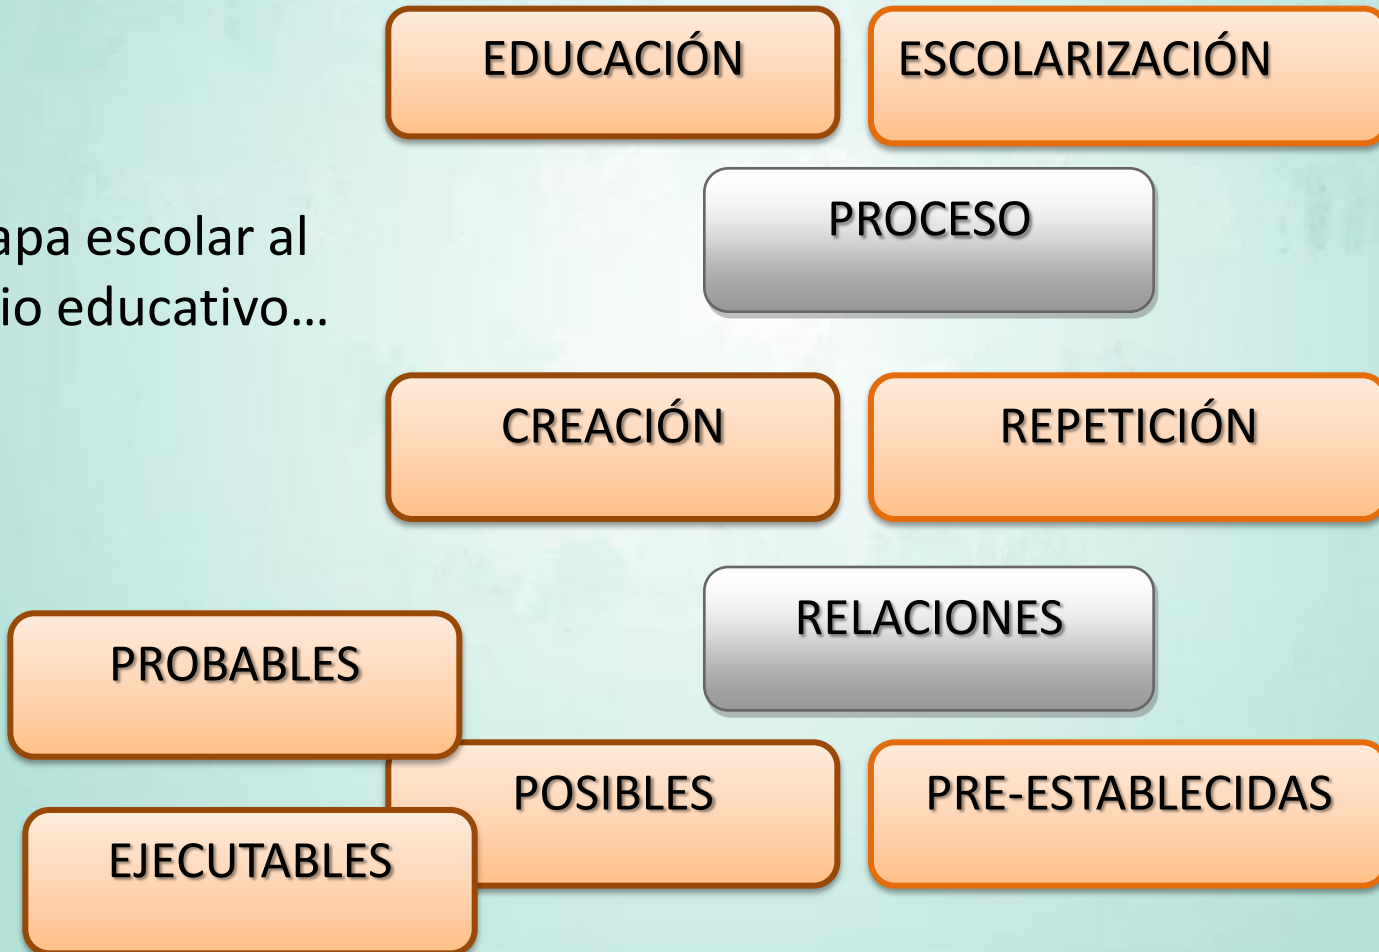 EDUCACIÓN
ESCOLARIZACIÓN
PROCESO
apa escolar al
io educativo...
CREACIÓN
REPETICIÓN
RELACIONES
PROBABLES
POSIBLES
PRE-ESTABLECIDAS
EJECUTABLES